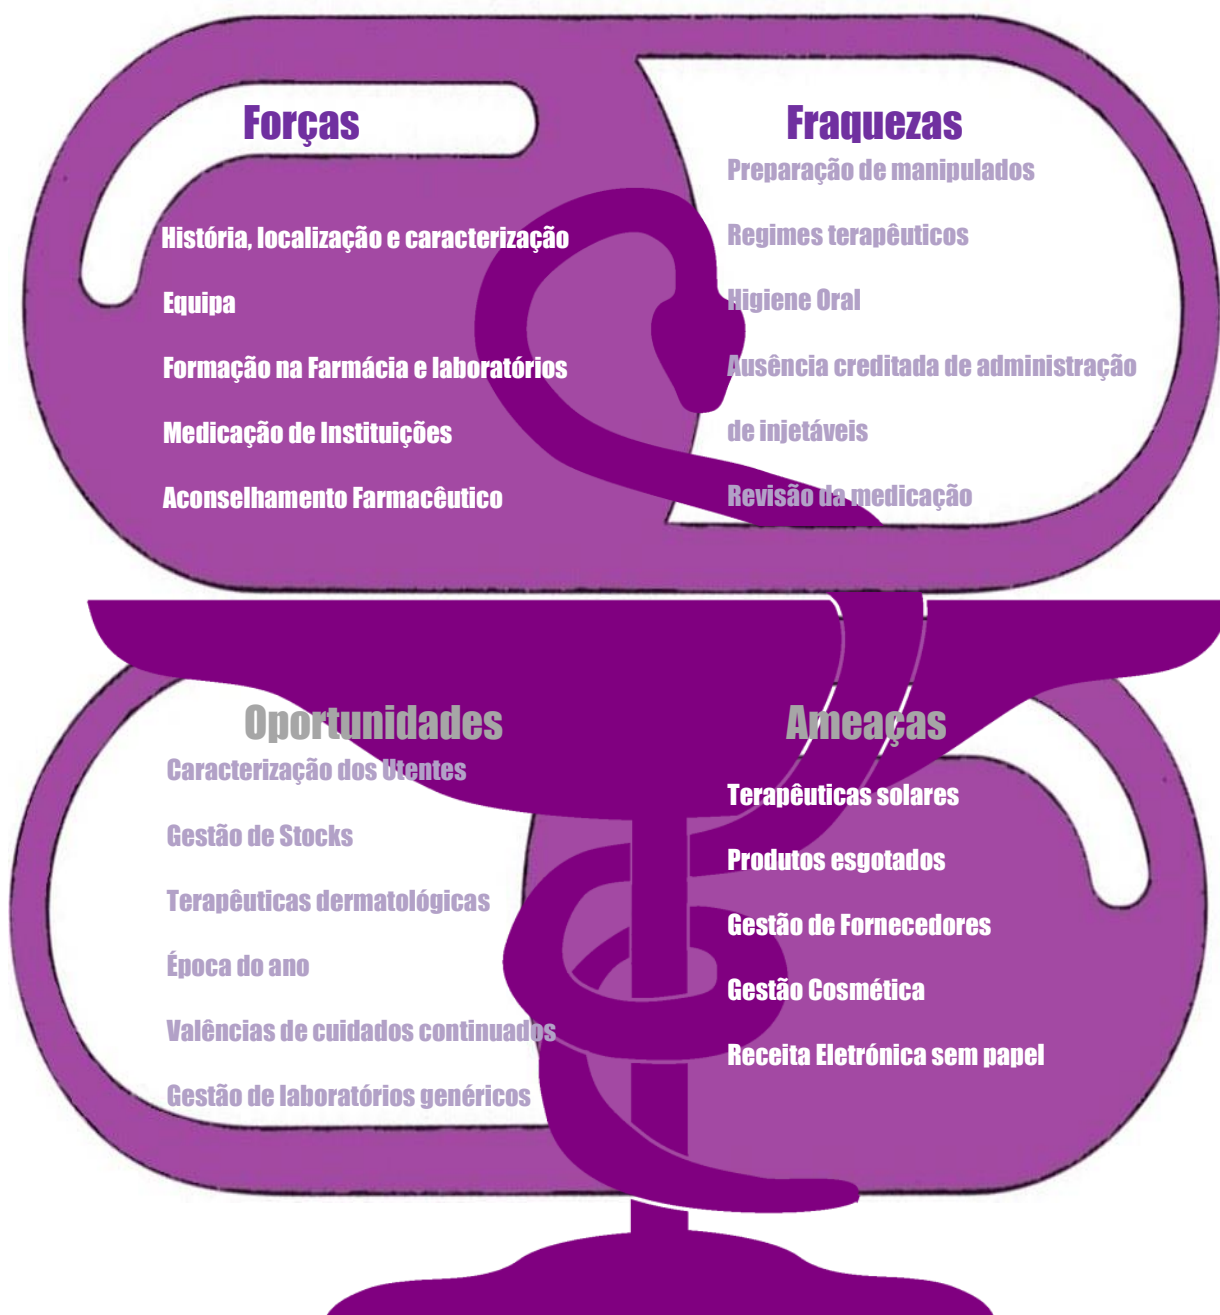 Forças
História, localização e caracterização
Equipa
Formação na Farmácia e laboratórios
Medicação de Instituições
Aconselhamento Farmacêutico
Fraquezas
Preparação de manipulados
Regimes terapêuticos
Higiene Oral
Ausência creditada de administração
de injetáveis
Revisão da medicação
Oportunidades
Caracterização dos Utentes
Gestão de Stocks
Terapêuticas dermatológicas
Época do ano
Valências de cuidados continuados
Gestão de laboratórios genéricos
Ameaças
Terapêuticas solares
Produtos esgotados
Gestão de Fornecedores
Gestão Cosmética
Receita Eletrónica sem papel